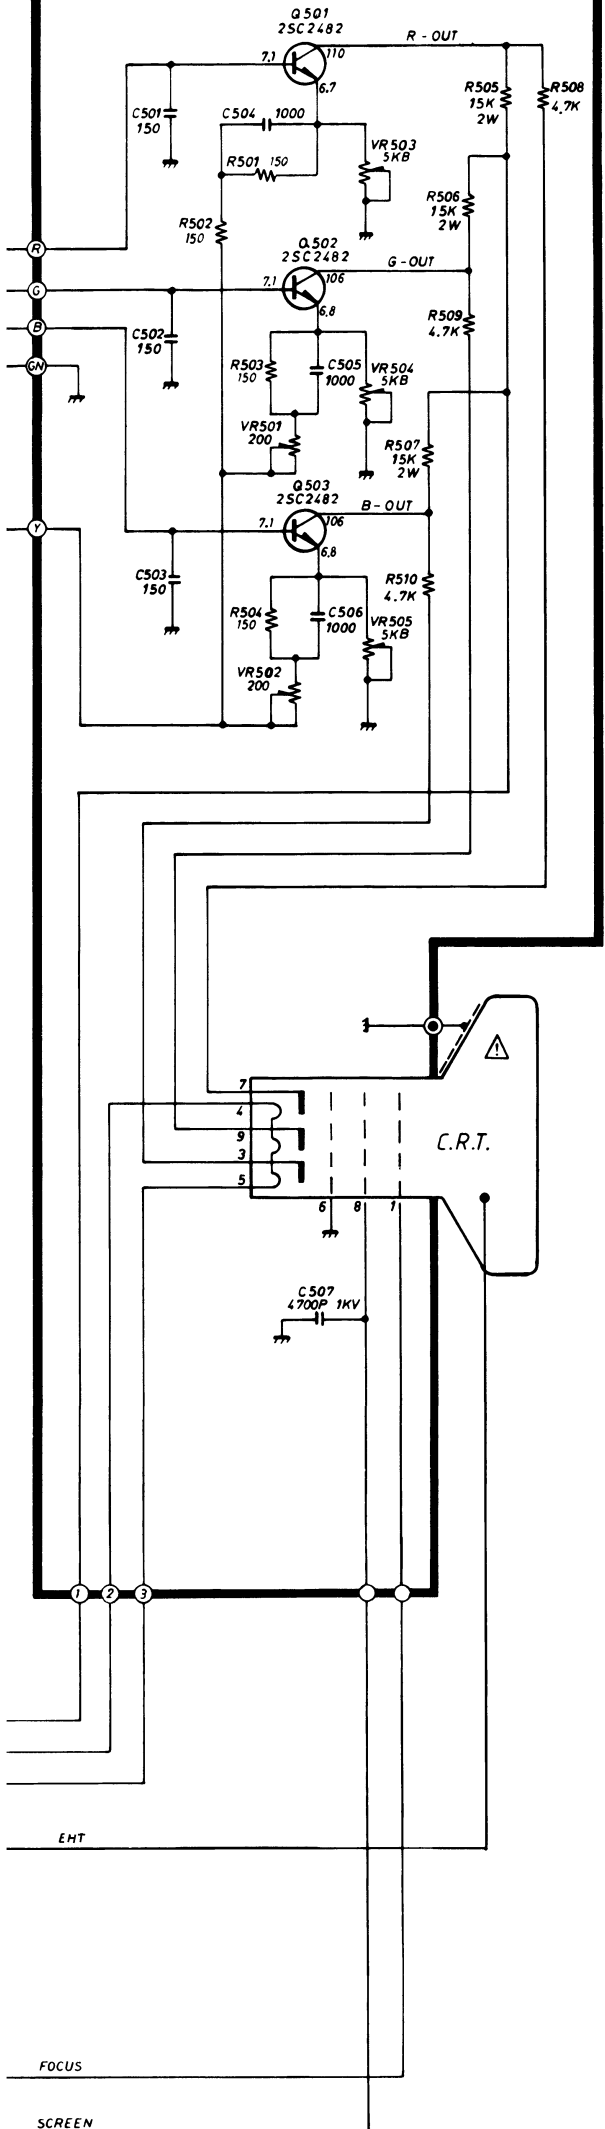 Q501
2SC2482
R-OUT
7.1
110
6.7
R505
15K
2W
R508
4.7K
C501
150
C504 1000
VR503
5KB
R501 150
R506
15K
2W
R502
150
R
Q502
2SC2482
G-OUT
7.1
106
G
6.8
R509
4.7K
B
C502
150
R503
150
C505
1000
VR504
5KB
GN
VR501
200
R507
15K
2W
Q503
2SC2482
B-OUT
7.1
106
Y
6.8
C503
150
R510
4.7K
R504
150
C506
1000
VR505
5KB
VR502
200
7
4
9
3
5
C.R.T.
6 8 1
C507
4700P 1KV
1 2 3
EHT
FOCUS
SCREEN